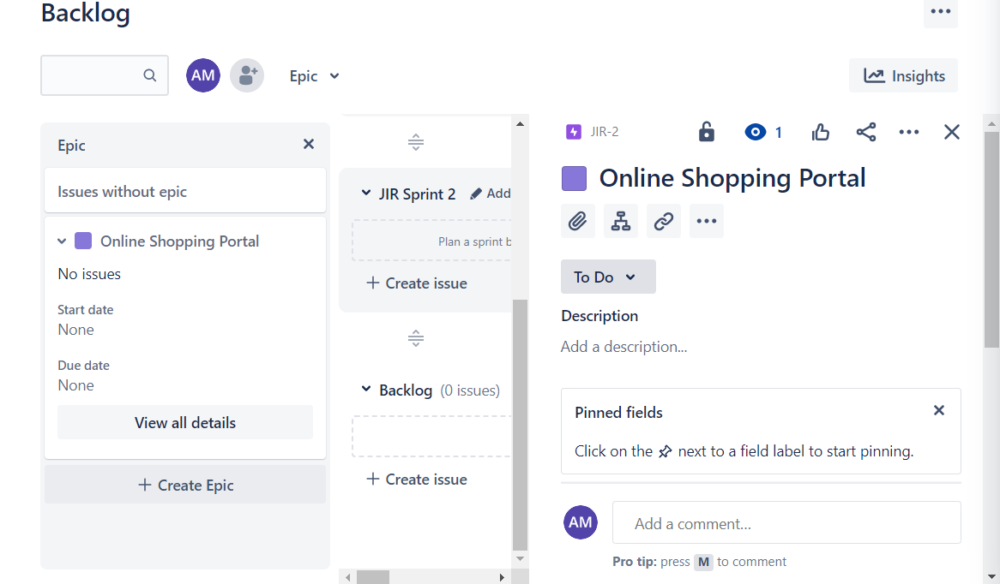 Backlog
AM
Epic
Insights
Epic
Issues without epic
Online Shopping Portal
No issues
Start date
None
Due date
None
View all details
Create Epic
JIR Sprint 2 Add
Plan a sprint b
Create issue
Backlog (0 issues)
Create issue
JIR-2
1
Online Shopping Portal
To Do
Description
Add a description...
Pinned fields
Click on the next to a field label to start pinning.
AM
Add a comment...
Pro tip: press M to comment